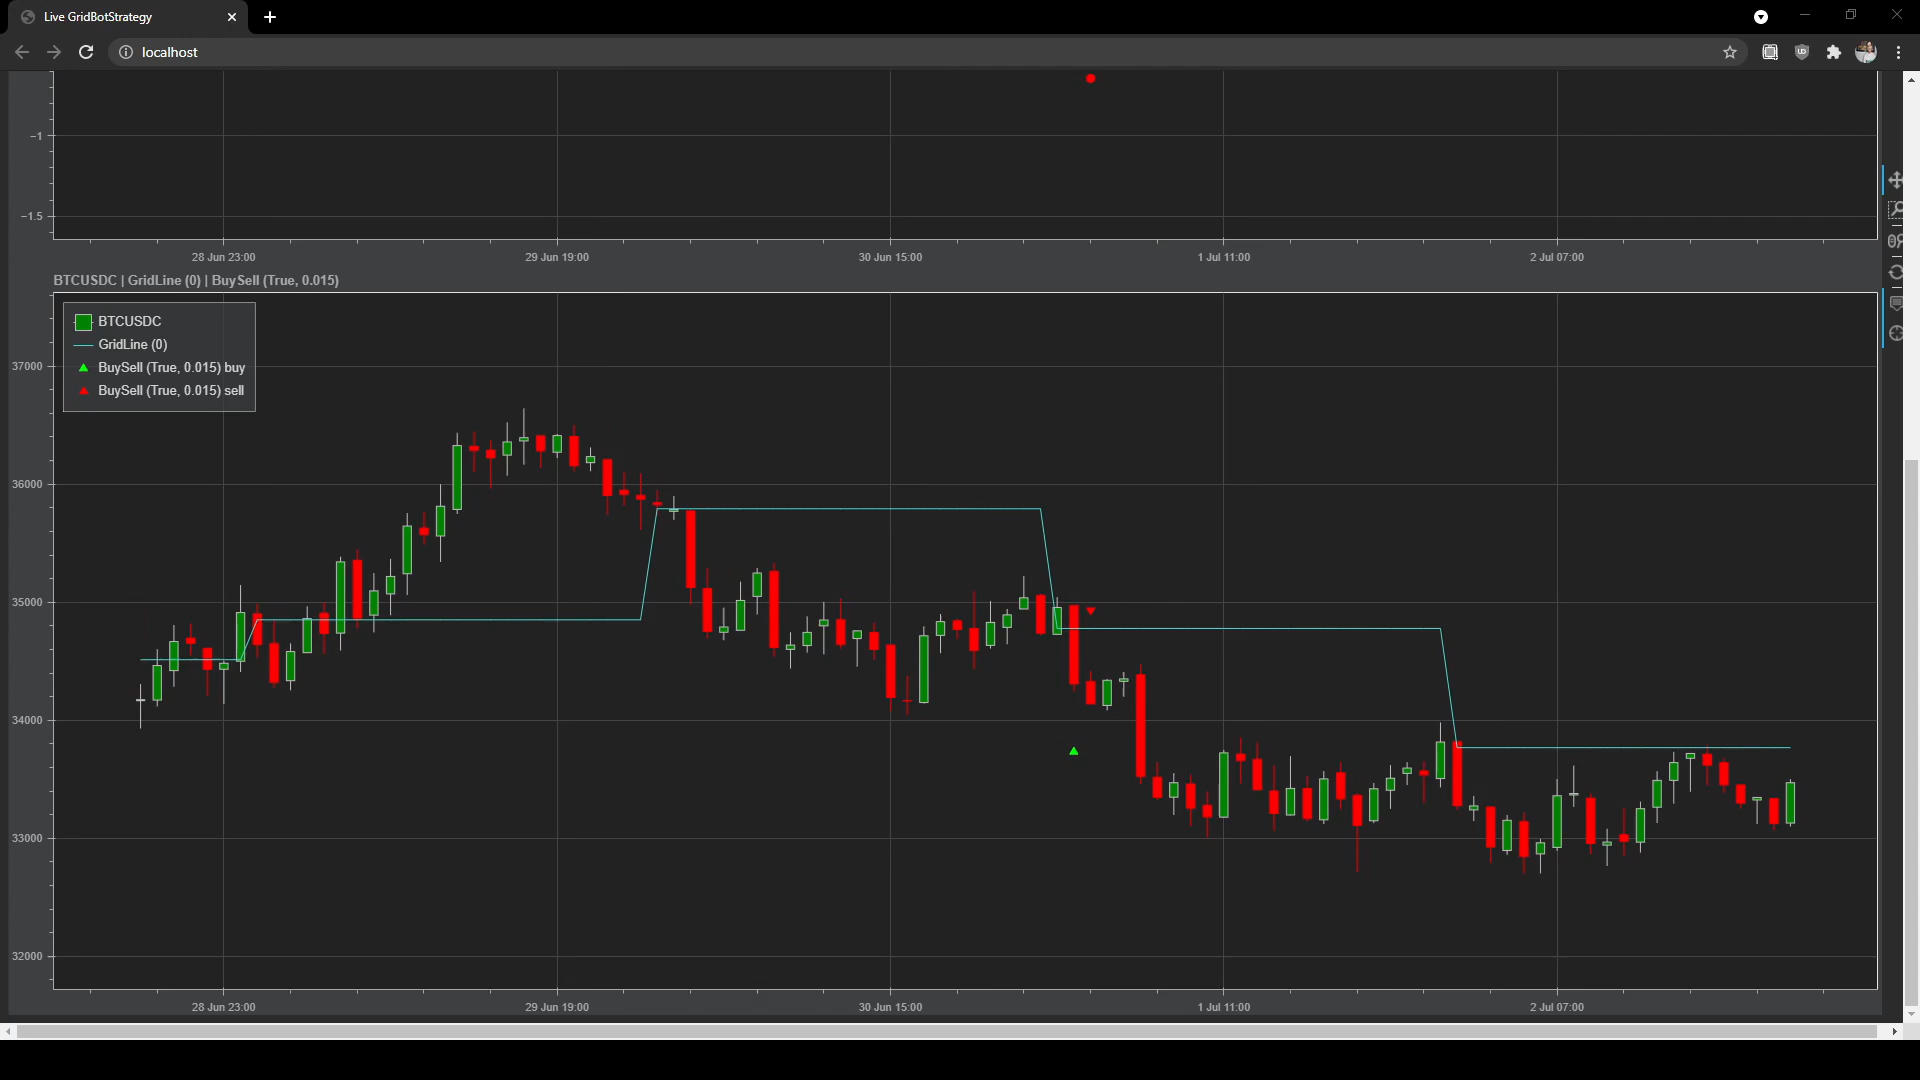 Live GridBotStrategy
localhost
−1
−1.5
28 Jun 23:00 29 Jun 19:00 30 Jun 15:00 1 Jul 11:00 2 Jul 07:00
BTCUSDC | GridLine (0) | BuySell (True, 0.015)
BTCUSDC
GridLine (0)
BuySell (True, 0.015) buy
BuySell (True, 0.015) sell
37000
36000
35000
34000
33000
32000
28 Jun 23:00 29 Jun 19:00 30 Jun 15:00 1 Jul 11:00 2 Jul 07:00